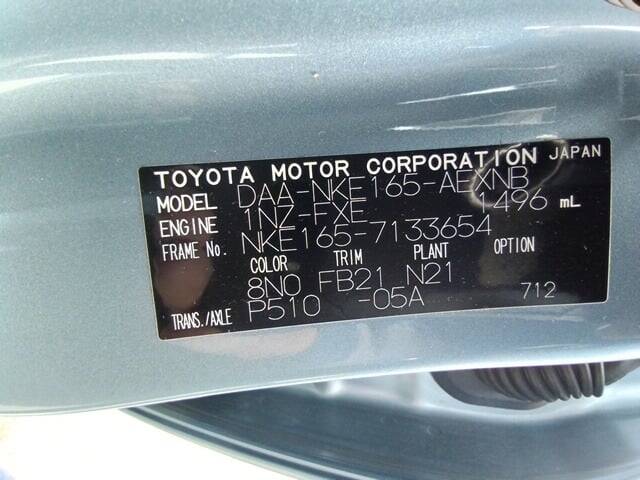 TOYOTA MOTOR CORPORATION JAPAN
MODEL DAA-NKE165-AEXNB
ENGINE 1NZ-FXE 1496 mL
FRAME No. NKE165-7133654
COLOR TRIM PLANT OPTION
8N0 FB21 N21
TRANS./AXLE P510 -05A 712